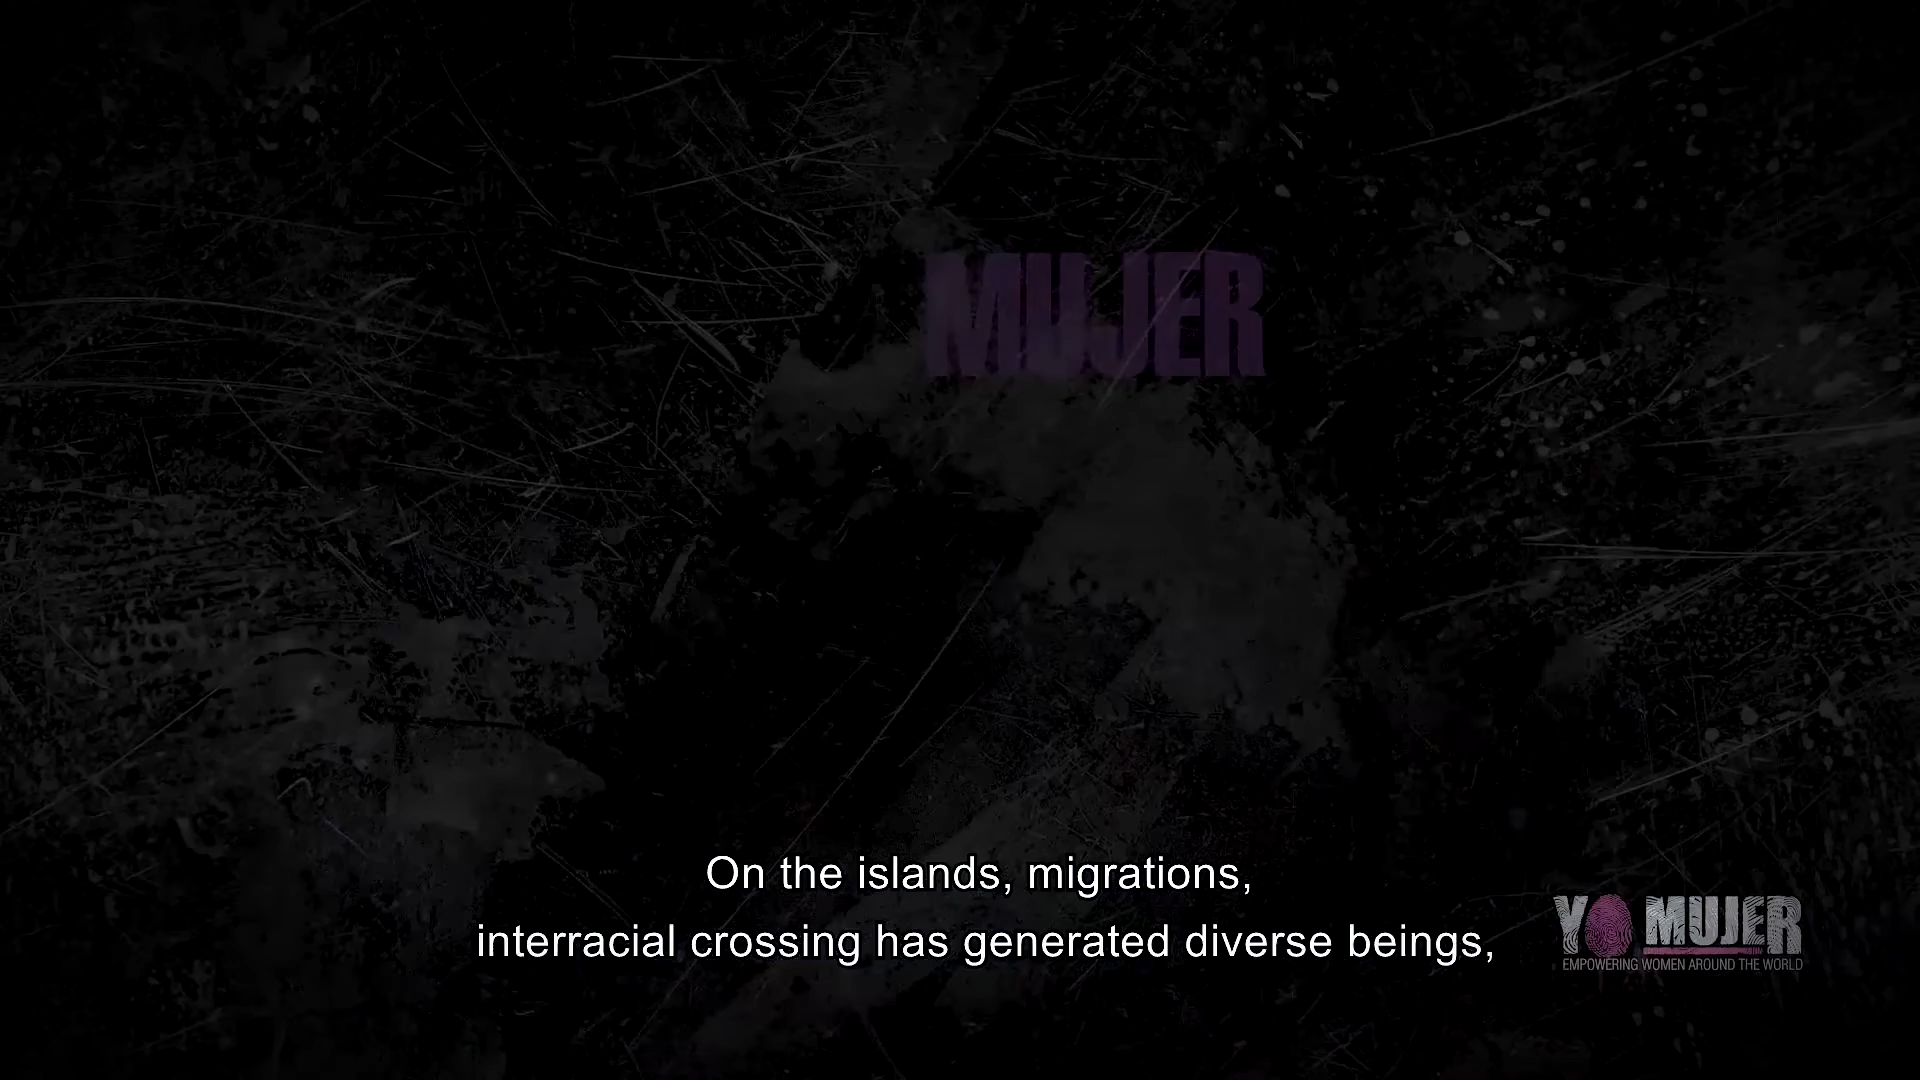 MUJER
On the islands, migrations,
interracial crossing has generated diverse beings,
YO MUJER
EMPOWERING WOMEN AROUND THE WORLD